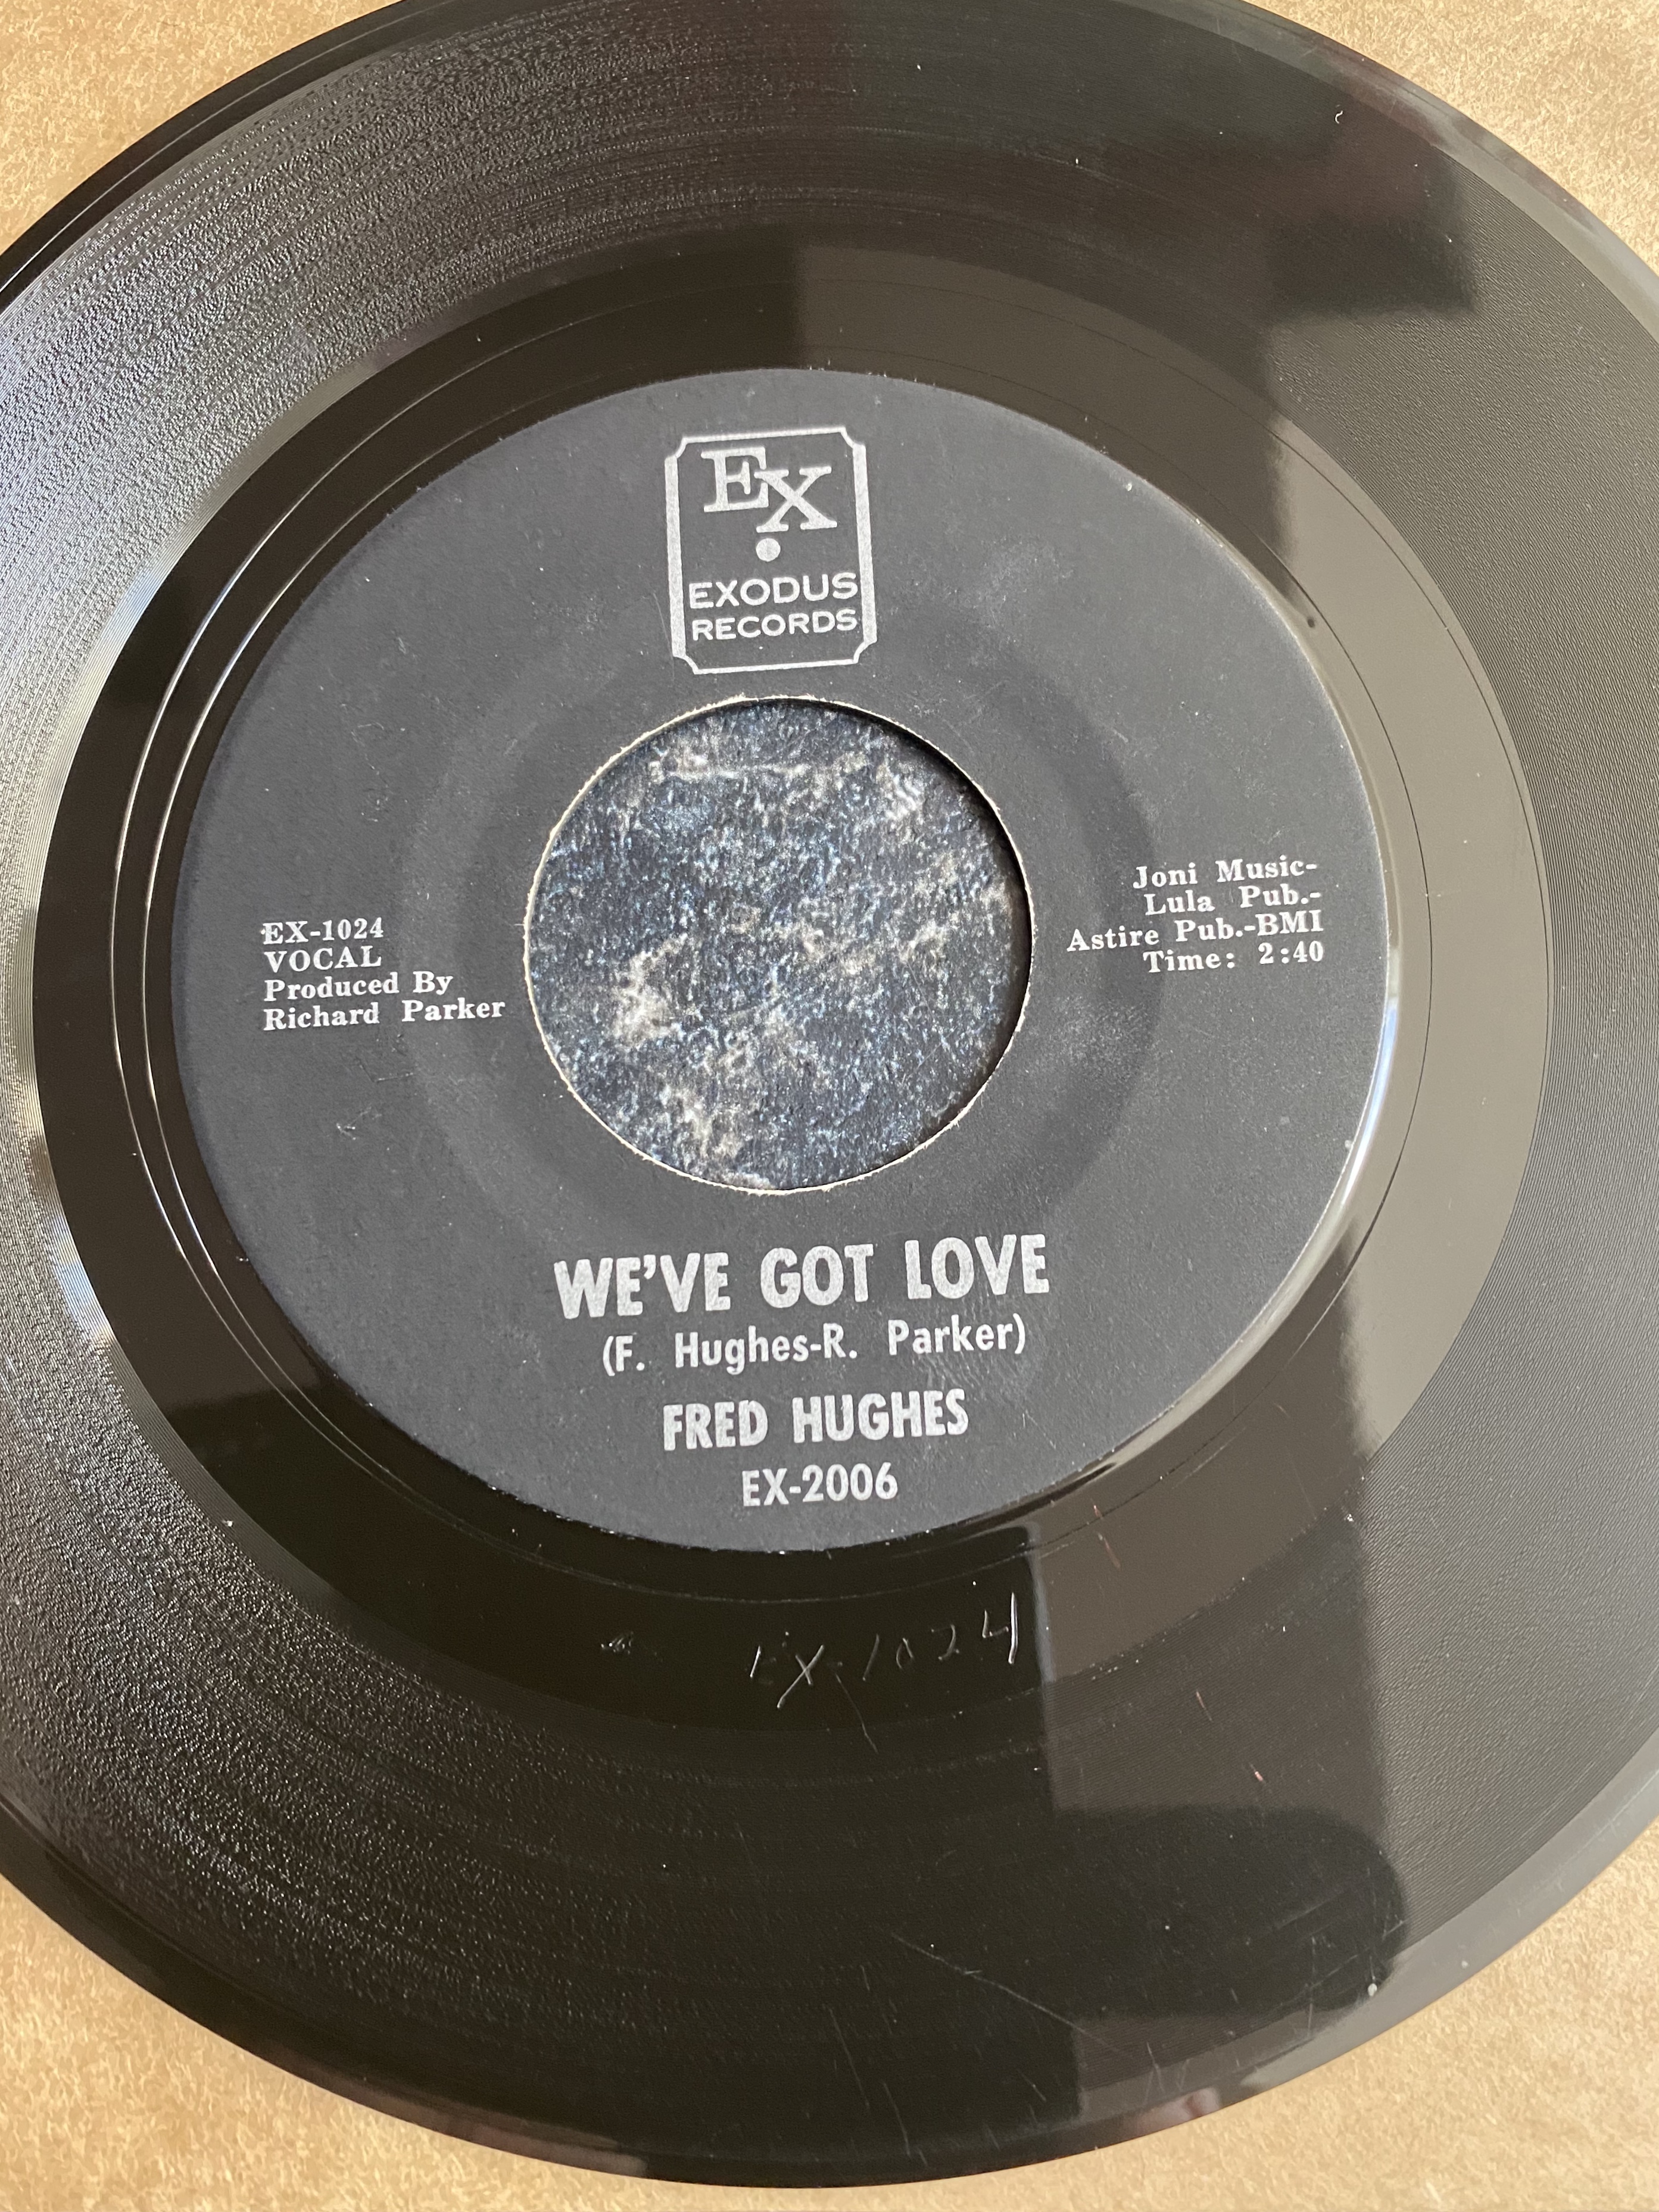 EX
EXODUS
RECORDS
EX-1024
VOCAL
Produced By
Richard Parker
Joni Music-
Lula Pub.-
Astire Pub.-BMI
Time: 2:40
WE'VE GOT LOVE
(F. Hughes-R. Parker)
FRED HUGHES
EX-2006
EX-1024